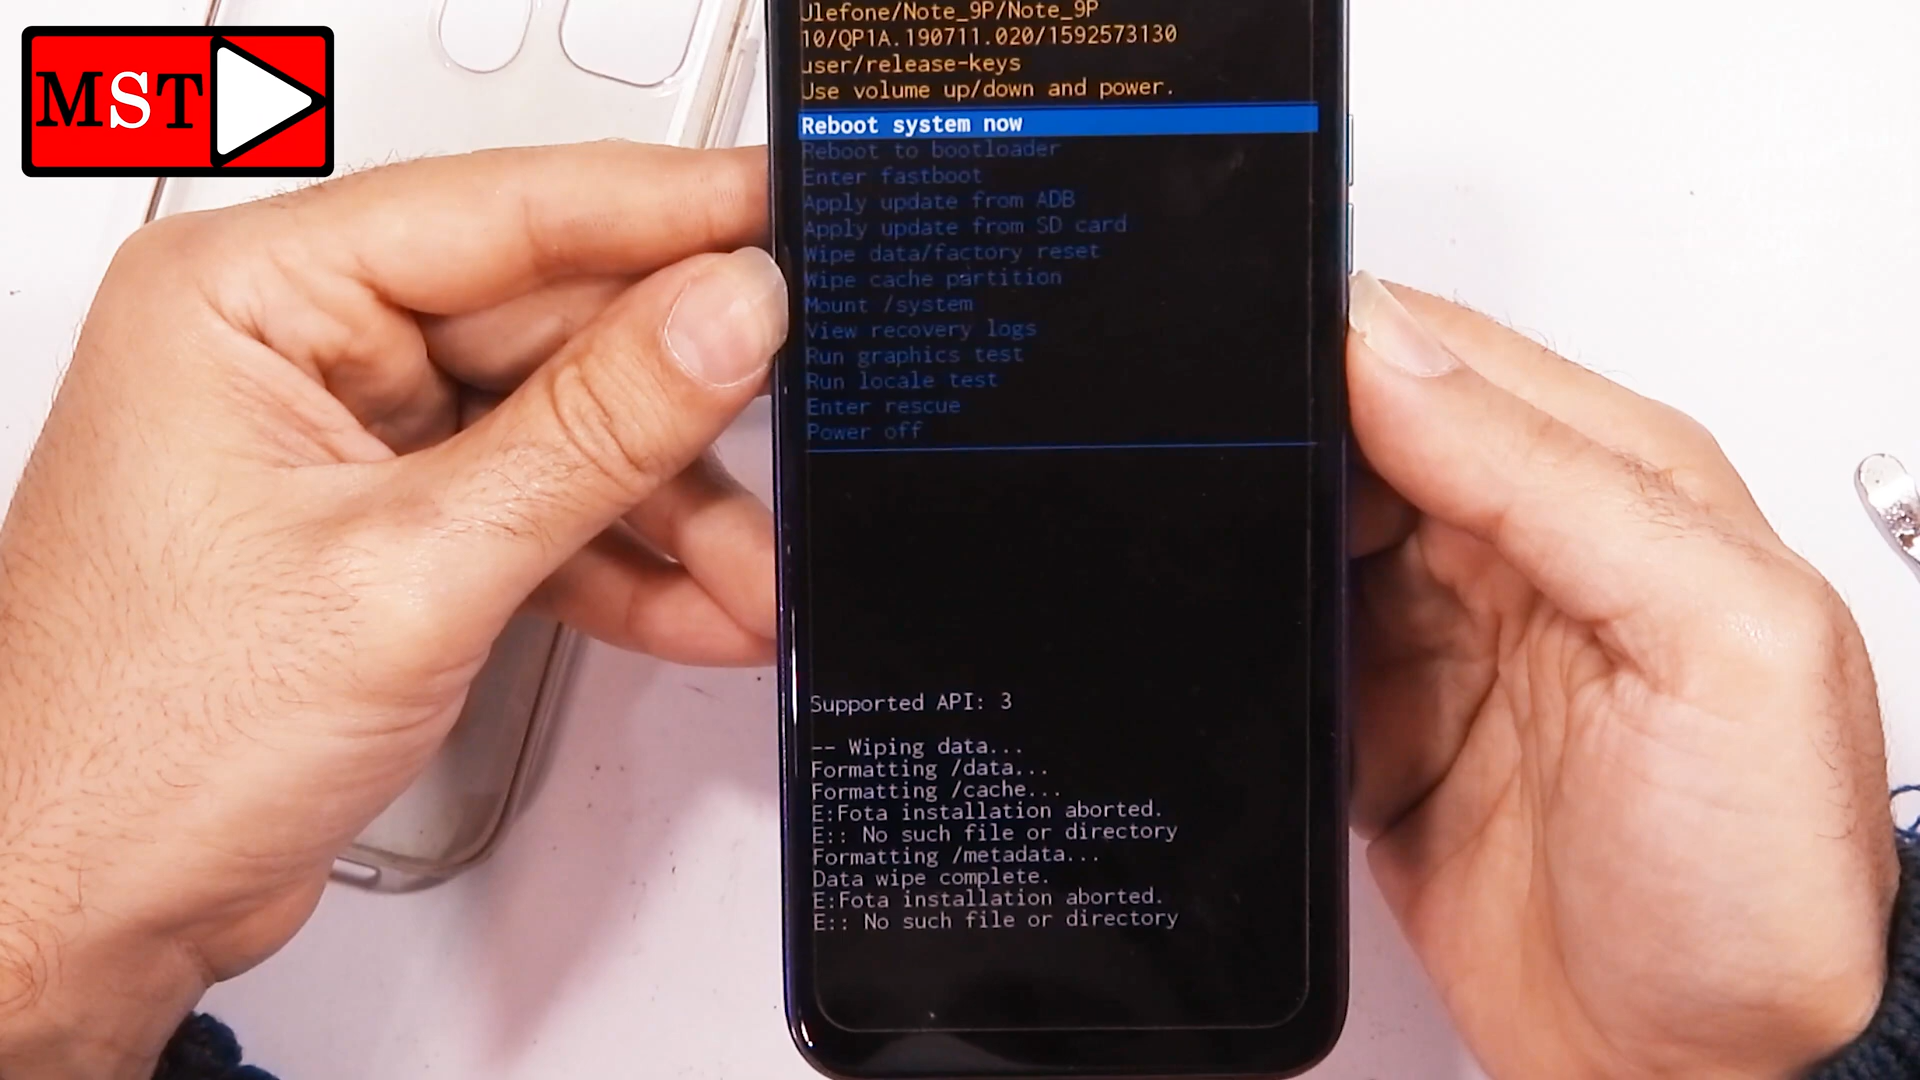 MST
Ulefone/Note_9P/Note_9P
10/QP1A.190711.020/1592573130
user/release-keys
Use volume up/down and power.
Reboot system now
Reboot to bootloader
Enter fastboot
Apply update from ADB
Apply update from SD card
Wipe data/factory reset
Wipe cache partition
Mount /system
View recovery logs
Run graphics test
Run locale test
Enter rescue
Power off
Supported API: 3
-- Wiping data...
Formatting /data...
Formatting /cache...
E:Fota installation aborted.
E:: No such file or directory
Formatting /metadata...
Data wipe complete.
E:Fota installation aborted.
E:: No such file or directory